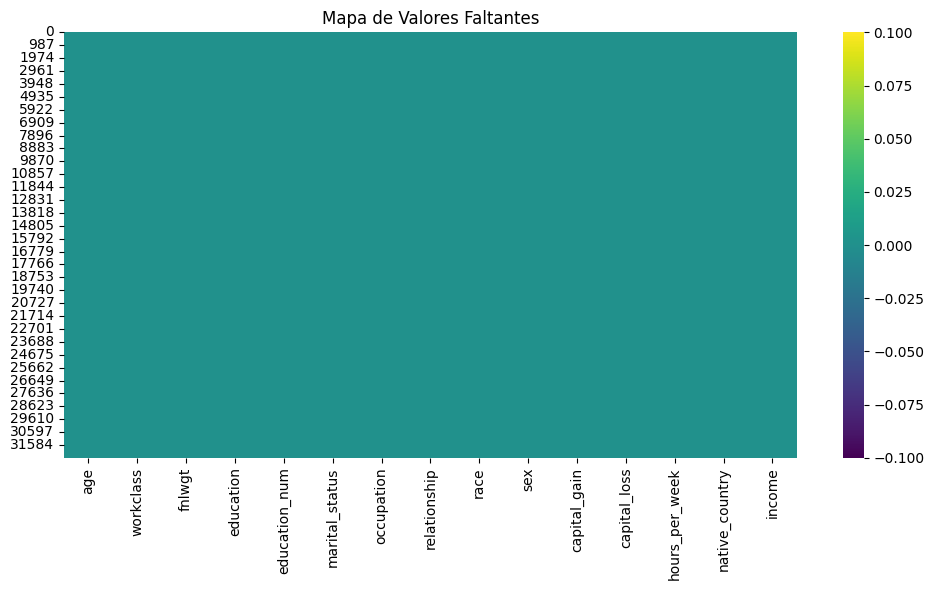 Mapa de Valores Faltantes
0
987
1974
2961
3948
4935
5922
6909
7896
8883
9870
10857
11844
12831
13818
14805
15792
16779
17766
18753
19740
20727
21714
22701
23688
24675
25662
26649
27636
28623
29610
30597
31584
age
workclass
fnlwgt
education
education_num
marital_status
occupation
relationship
race
sex
capital_gain
capital_loss
hours_per_week
native_country
income
0.100
0.075
0.050
0.025
0.000
−0.025
−0.050
−0.075
−0.100